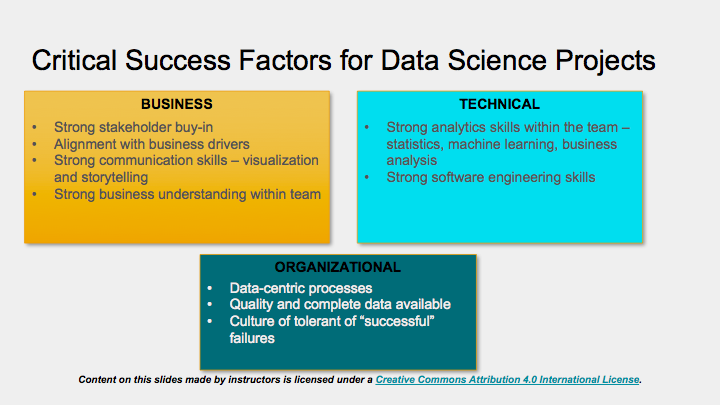 Critical Success Factors for Data Science Projects
BUSINESS
• Strong stakeholder buy-in
• Alignment with business drivers
• Strong communication skills – visualization
and storytelling
• Strong business understanding within team
TECHNICAL
• Strong analytics skills within the team –
statistics, machine learning, business
analysis
• Strong software engineering skills
ORGANIZATIONAL
• Data-centric processes
• Quality and complete data available
• Culture of tolerant of “successful”
failures
Content on this slides made by instructors is licensed under a Creative Commons Attribution 4.0 International License.